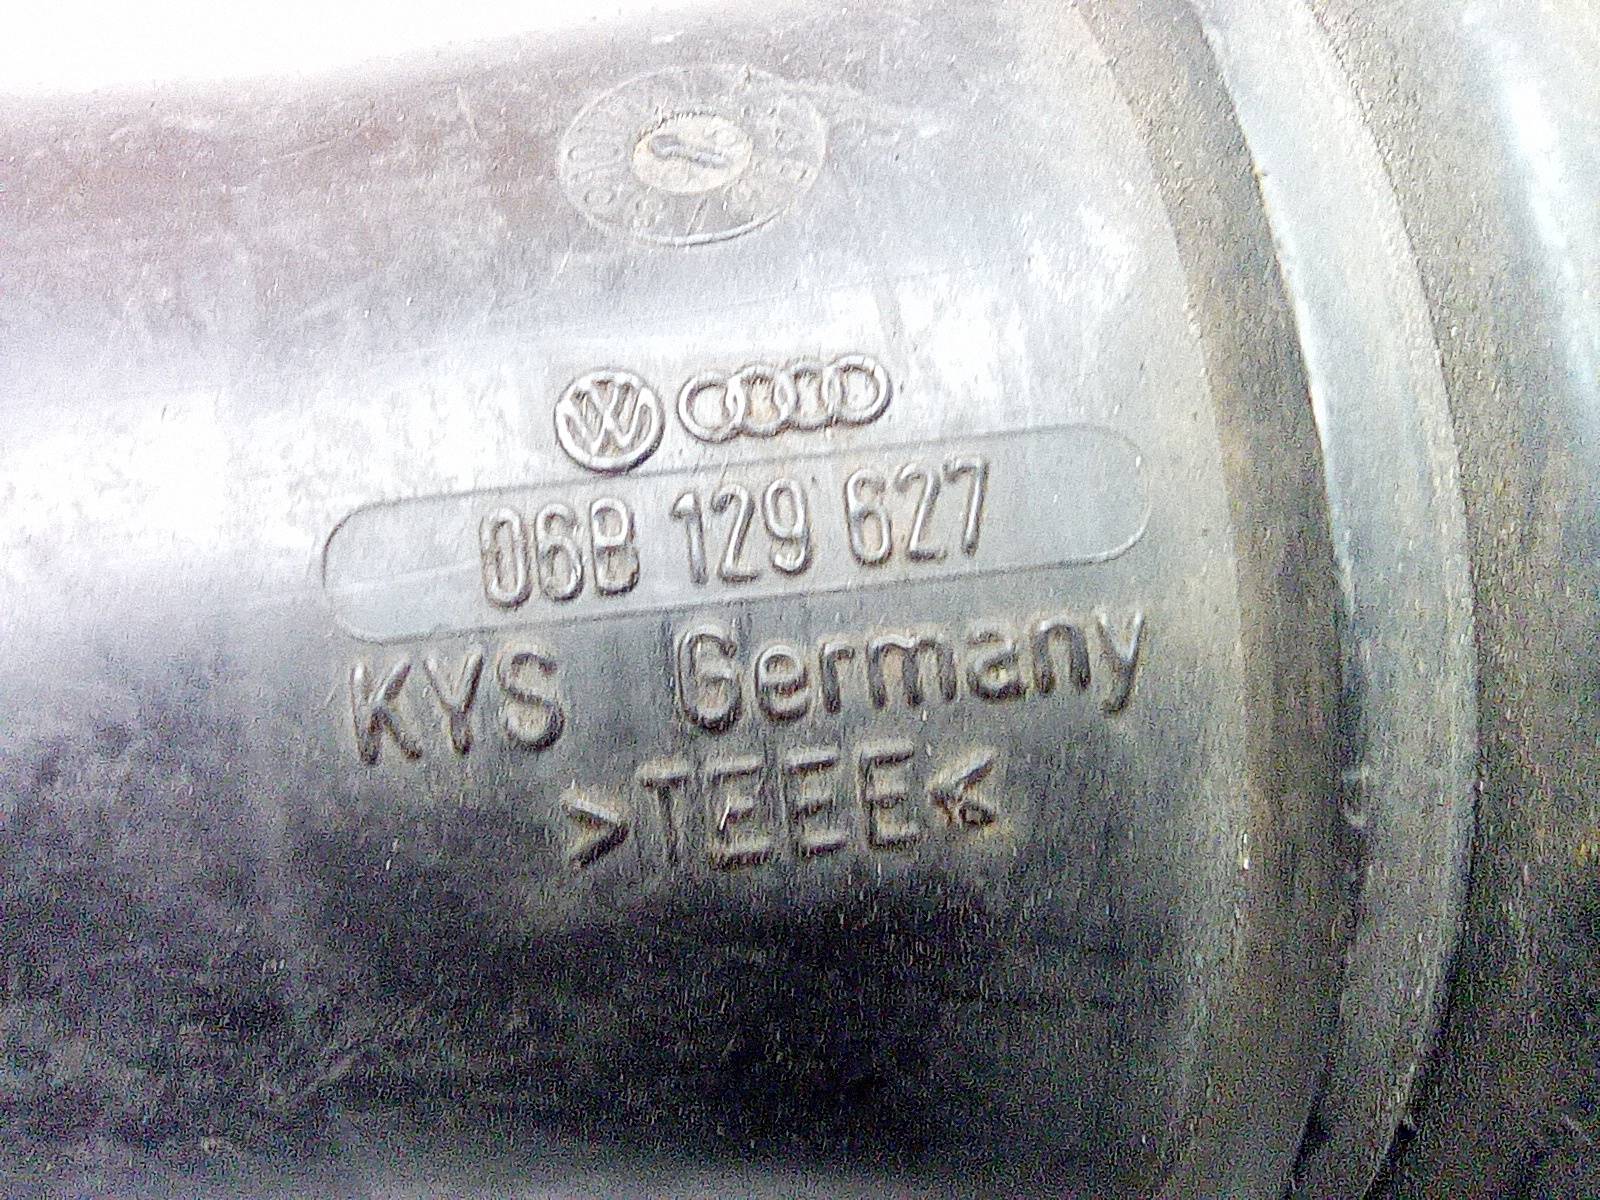 06B 129 627
KYS Germany
>TEEE<